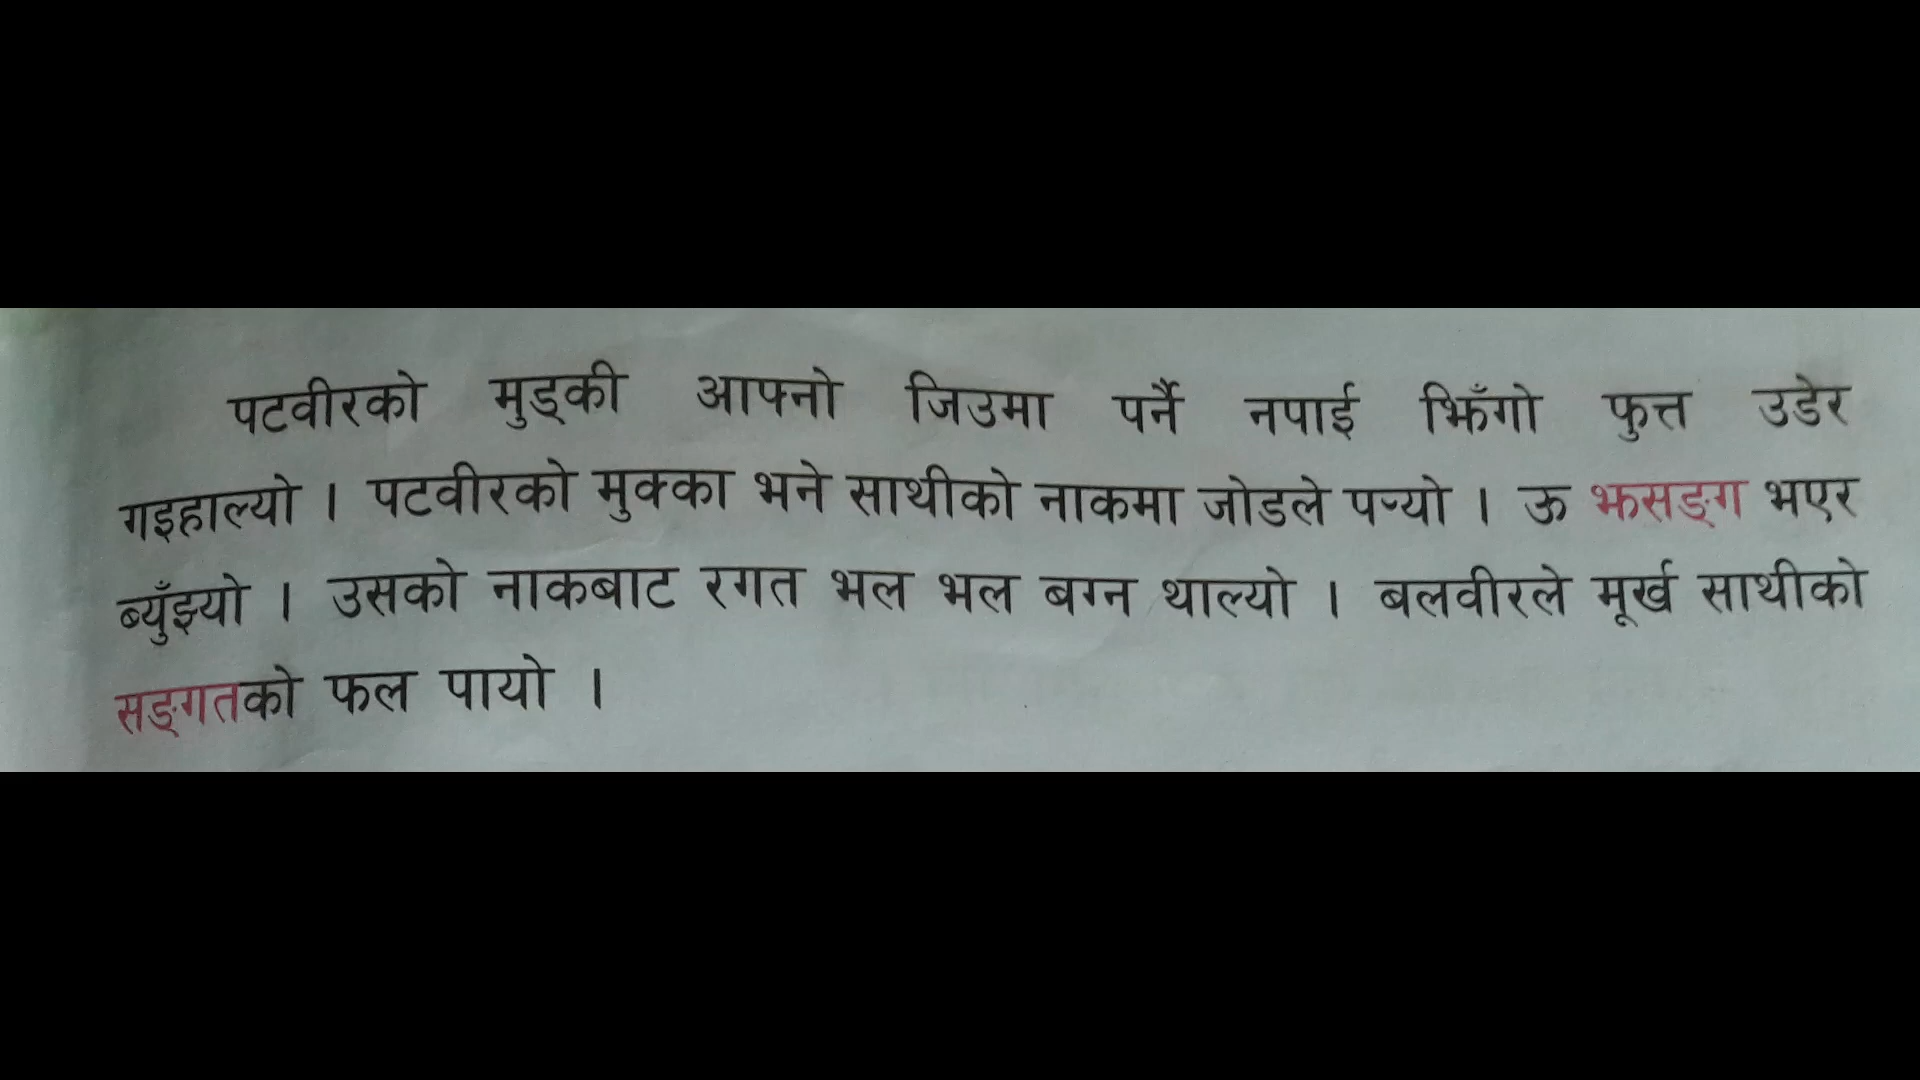 पटवीरको मुड्की आफ्नो जिउमा पर्नै नपाई झिँगो फुत्त उडेर
गइहाल्यो । पटवीरको मुक्का भने साथीको नाकमा जोडले पऱ्यो । ऊ झसङ्ग भएर
ब्युँझ्यो । उसको नाकबाट रगत भल भल बग्न थाल्यो । बलवीरले मूर्ख साथीको
सङ्गतको फल पायो ।